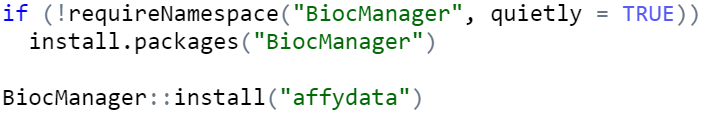 if (!requireNamespace("BiocManager", quietly = TRUE))
  install.packages("BiocManager")

BiocManager::install("affydata")